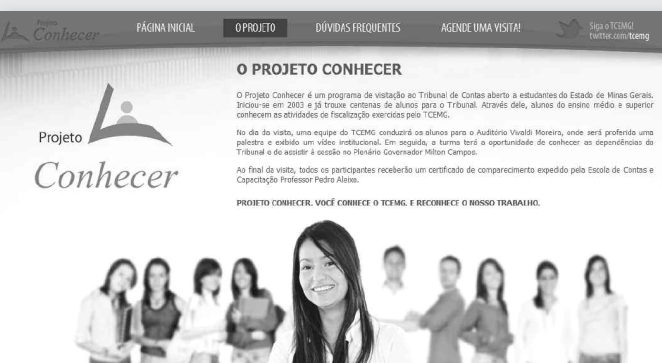 Projeto
Conhecer
PÁGINA INICIAL
O PROJETO
DÚVIDAS FREQUENTES
AGENDE UMA VISITA!
Siga o TCEMG!
twitter.com/tcemg
O PROJETO CONHECER
O Projeto Conhecer é um programa de visitação ao Tribunal de Contas aberto a estudantes do Estado de Minas Gerais.
Iniciou-se em 2003 e já trouxe centenas de alunos para o Tribunal. Através dele, alunos do ensino médio e superior
conhecem as atividades de fiscalização exercidas pelo TCEMG.
No dia da visita, uma equipe do TCEMG conduzirá os alunos para o Auditório Vivaldi Moreira, onde será proferida uma
palestra e exibido um vídeo institucional. Em seguida, a turma terá a oportunidade de conhecer as dependências do
Tribunal e de assistir à sessão no Plenário Governador Milton Campos.
Ao final da visita, todos os participantes receberão um certificado de comparecimento expedido pela Escola de Contas e
Capacitação Professor Pedro Aleixo.
PROJETO CONHECER. VOCÊ CONHECE O TCEMG. E RECONHECE O NOSSO TRABALHO.
Projeto
Conhecer